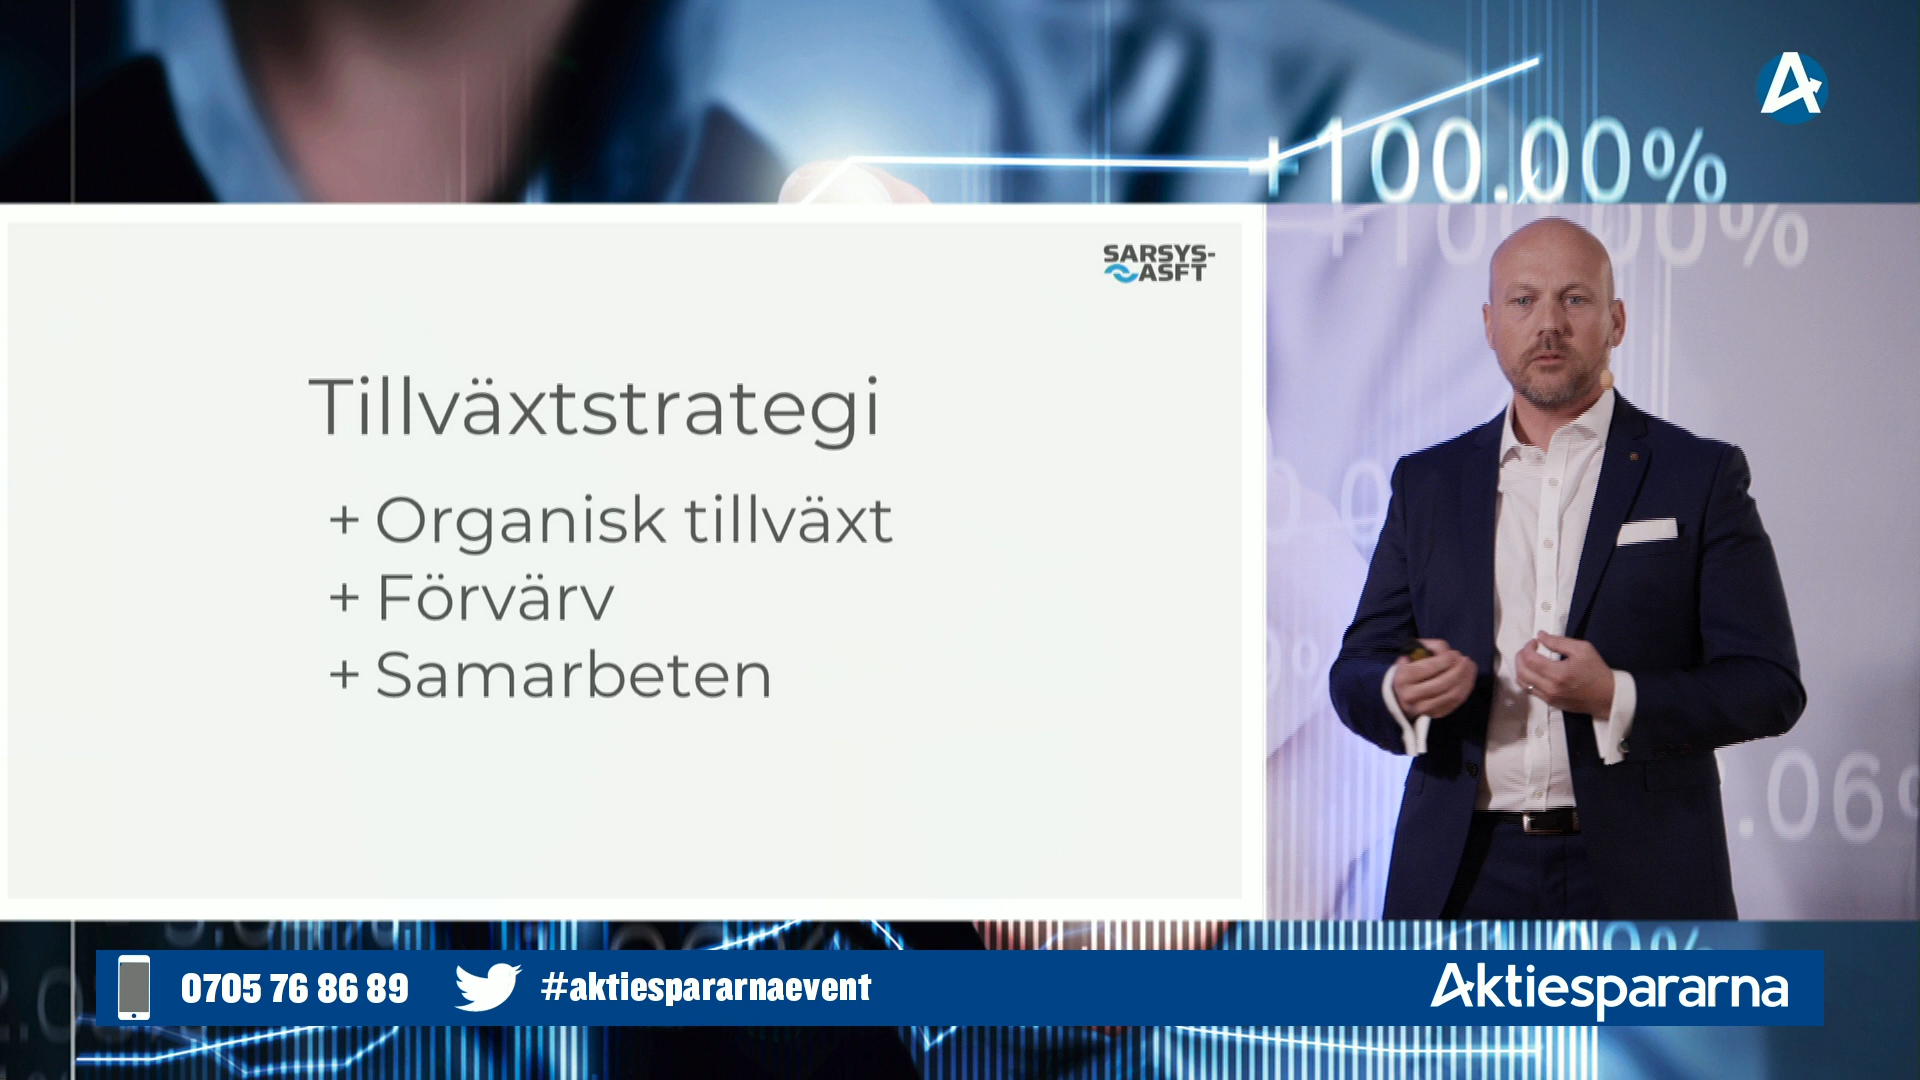 +100.00%
SARSYS-
ASFT
Tillväxtstrategi
+ Organisk tillväxt
+ Förvärv
+ Samarbeten
0705 76 86 89
#aktiespararnaevent
Aktiespararna